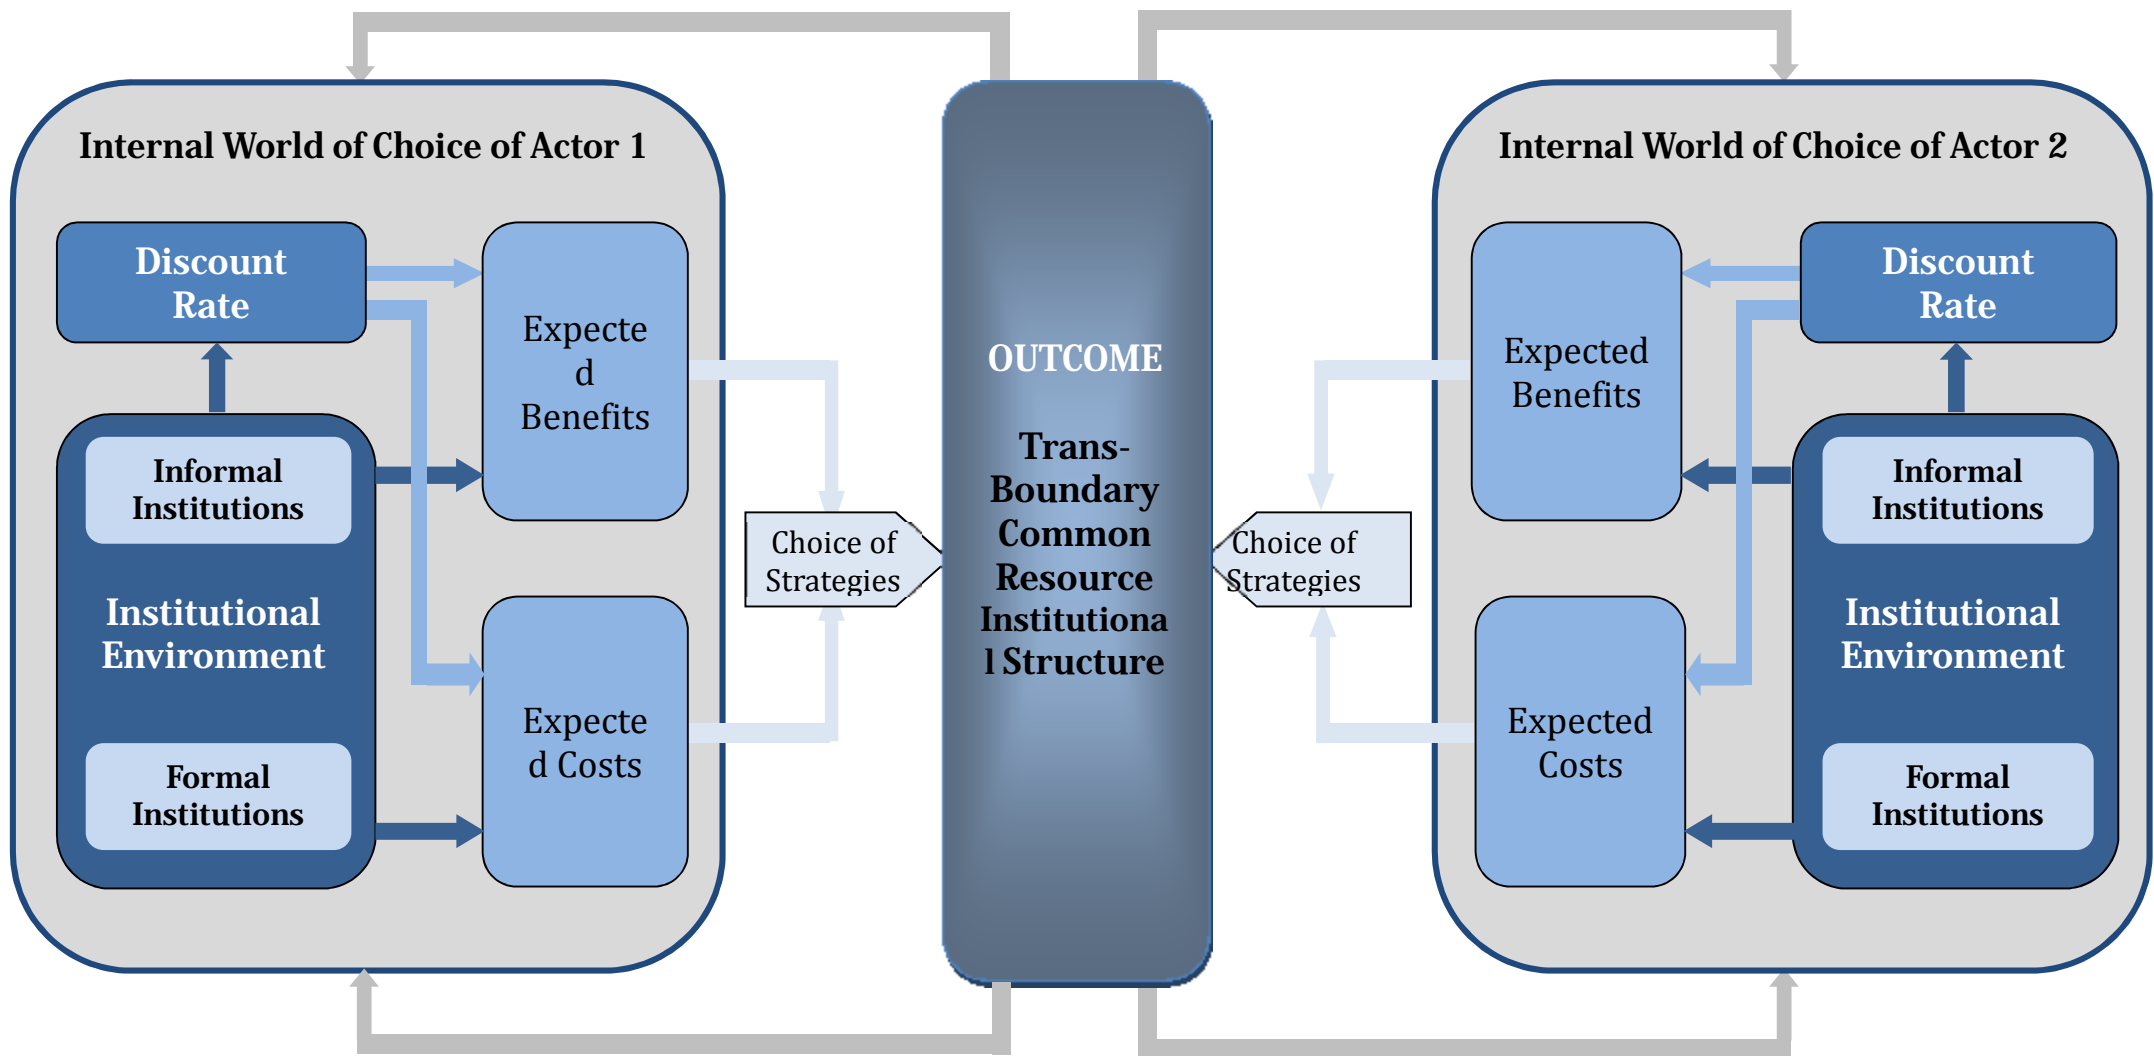 Internal World of Choice of Actor 1
Discount
Rate
Expecte
d
Benefits
Informal
Institutions
Institutional
Environment
Formal
Institutions
Expecte
d Costs
Choice of
Strategies
OUTCOME
Trans-
Boundary
Common
Resource
Institutiona
l Structure
Choice of
Strategies
Internal World of Choice of Actor 2
Expected
Benefits
Discount
Rate
Informal
Institutions
Institutional
Environment
Formal
Institutions
Expected
Costs